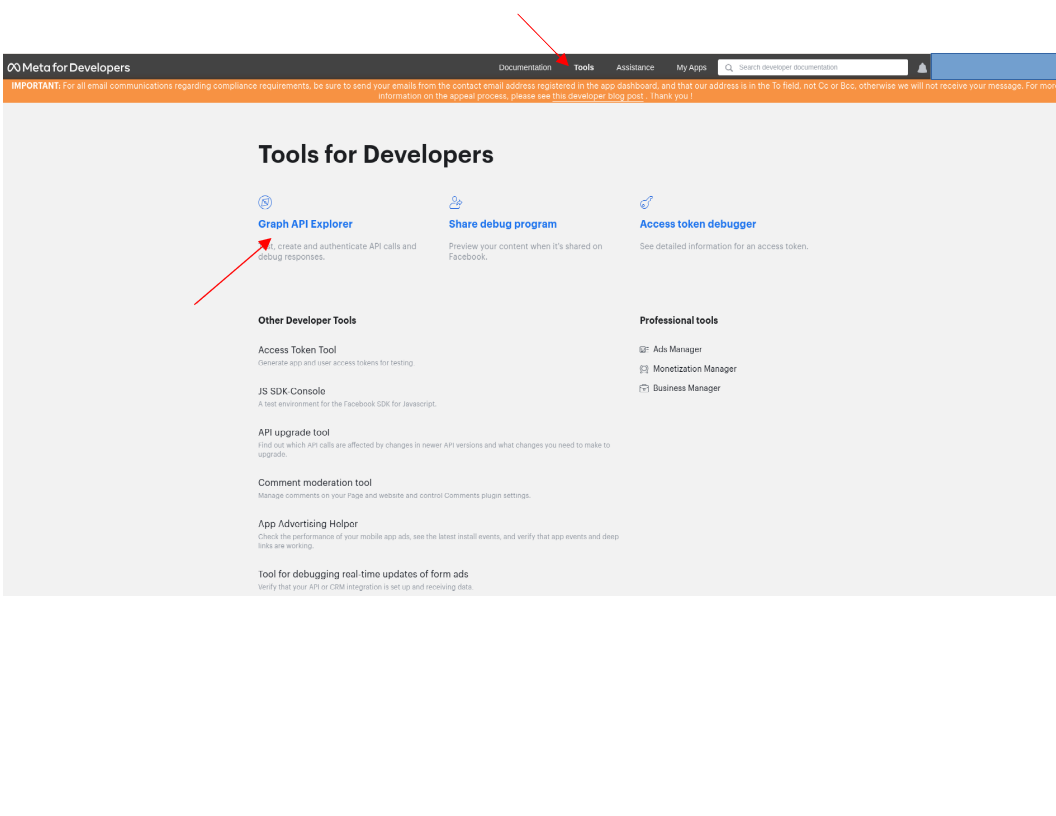 Meta for Developers
Documentation Tools Assistance My Apps Search developer documentation
IMPORTANT: For all email communications regarding compliance requirements, be sure to send your emails from the contact email address registered in the app dashboard, and that our address is in the To field, not Cc or Bcc, otherwise we will not receive your message. For more
information on the appeal process, please see this developer blog post . Thank you !
Tools for Developers
Graph API Explorer
create and authenticate API calls and
debug responses.
Share debug program
Preview your content when it's shared on
Facebook.
Access token debugger
See detailed information for an access token.
Other Developer Tools
Access Token Tool
Generate app and user access tokens for testing
JS SDK-Console
A test environment for the Facebook SDK for Javascript.
API upgrade tool
Find out which API calls are affected by changes in newer API versions and what changes you need to make to
upgrade.
Comment moderation tool
Manage comments on your Page and website and control Comments plugin settings.
App Advertising Helper
Check the performance of your mobile app ads, see the latest install events, and verify that app events and deep
links are working.
Tool for debugging real-time updates of form ads
Verify that your API or CRM integration is set up and receiving data.
Professional tools
Ads Manager
Monetization Manager
Business Manager